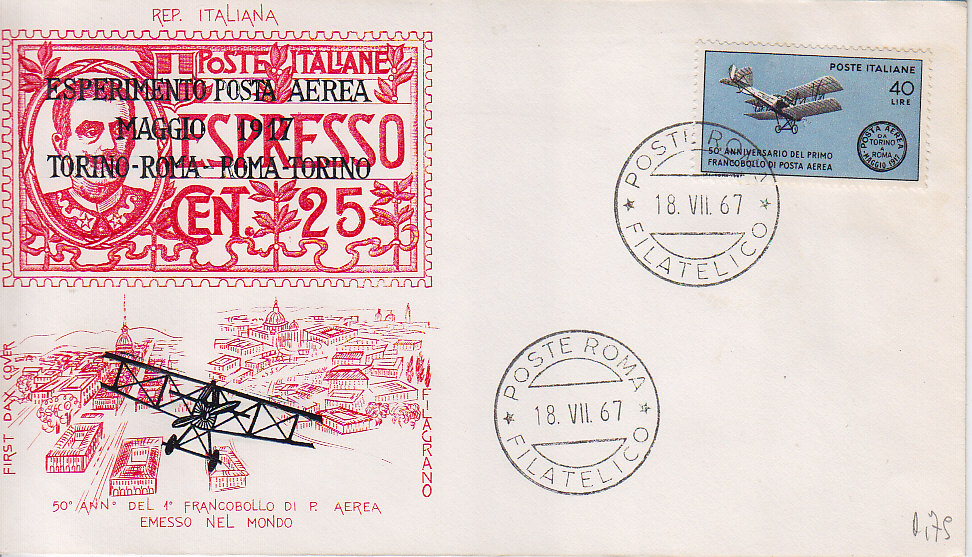 REP. ITALIANA
POSTE ITALIANE
ESPERIMENTO POSTA AEREA
MAGGIO 1917
ESPRESSO
TORINO-ROMA - ROMA-TORINO
CEN. 25
FIRST DAY COVER
FILAGRANO
50° ANN° DEL 1° FRANCOBOLLO DI P. AEREA
EMESSO NEL MONDO
POSTE ITALIANE
40
LIRE
POSTA AEREA
DA
TORINO
A
ROMA
MAGGIO 1917
50° ANNIVERSARIO DEL PRIMO
FRANCOBOLLO DI POSTA AEREA
POSTE ROMA
18. VII. 67
FILATELICO
POSTE ROMA
18. VII. 67
FILATELICO